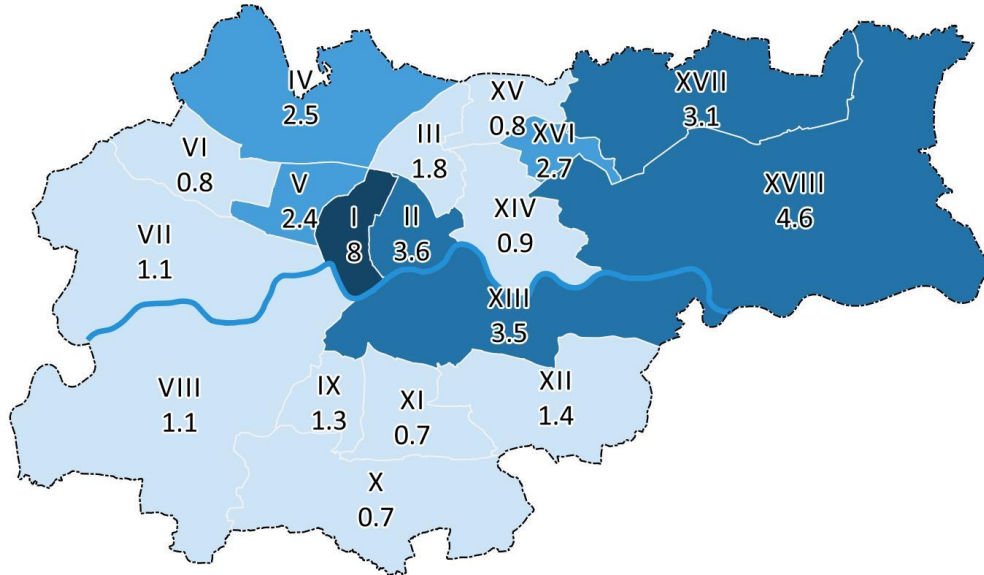 IV
2.5
XV
0.8
XVII
3.1
III
1.8
XVI
2.7
VI
0.8
V
2.4
XVIII
4.6
I
8
II
3.6
XIV
0.9
VII
1.1
XIII
3.5
VIII
1.1
IX
1.3
XI
0.7
XII
1.4
X
0.7